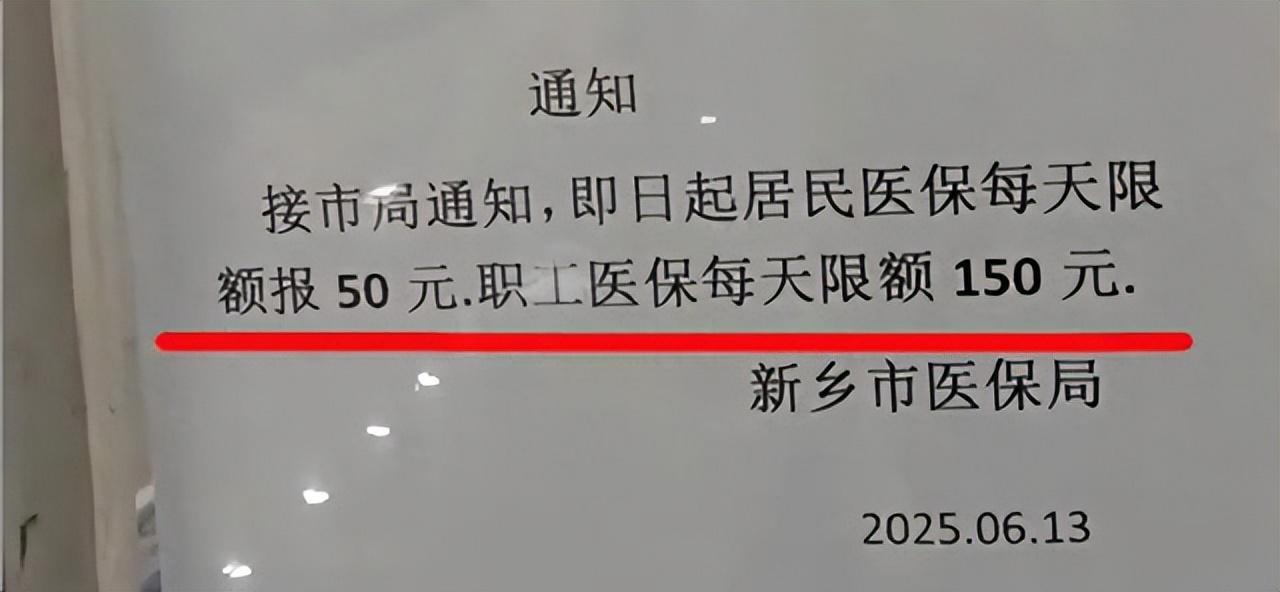 通知
接市局通知,即日起居民医保每天限
额报 50 元.职工医保每天限额 150 元.
新乡市医保局
2025.06.13